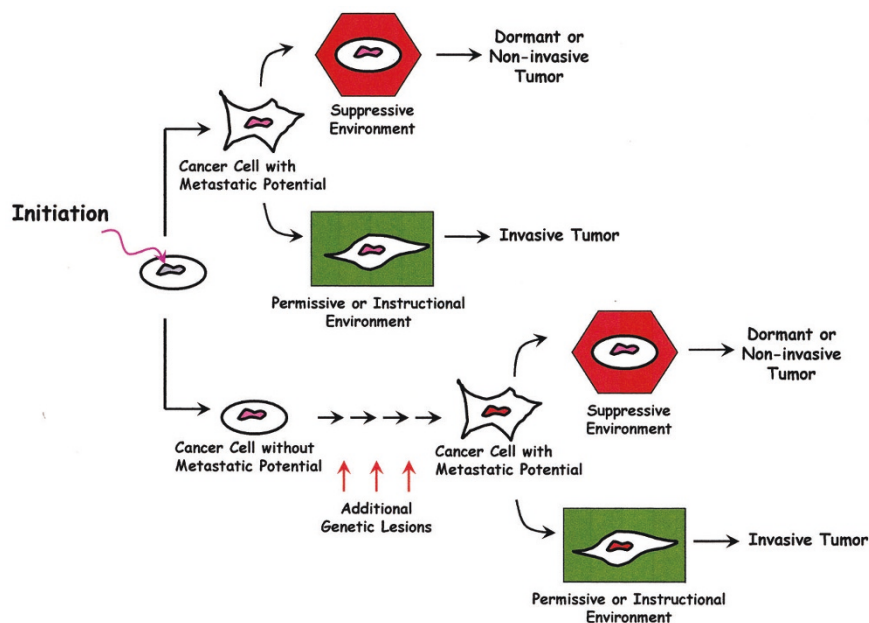 Dormant or
Non-invasive
Tumor
Suppressive
Environment
Cancer Cell with
Metastatic Potential
Initiation
Invasive Tumor
Permissive or Instructional
Environment
Dormant or
Non-invasive
Tumor
Suppressive
Environment
Cancer Cell without
Metastatic Potential
Cancer Cell with
Metastatic Potential
Additional
Genetic Lesions
Invasive Tumor
Permissive or Instructional
Environment